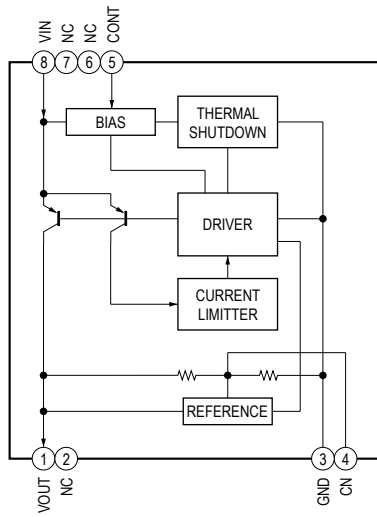 VIN
NC
NC
CONT
8
7
6
5
BIAS
THERMAL
SHUTDOWN
DRIVER
CURRENT
LIMITTER
REFERENCE
1
2
3
4
VOUT
NC
GND
CN